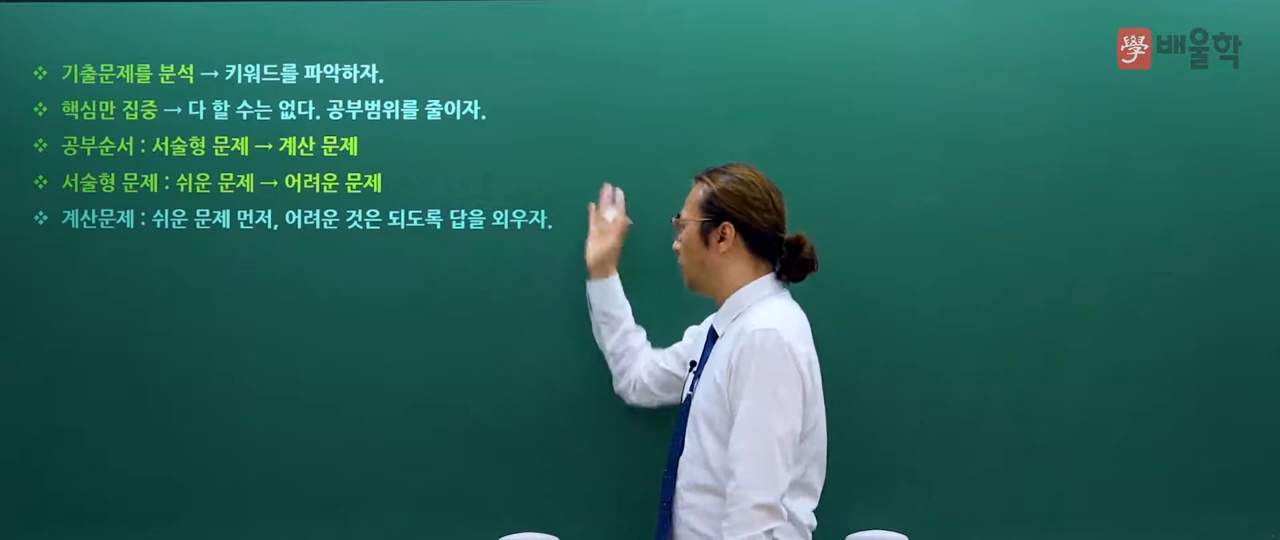 ❖ 기출문제를 분석 → 키워드를 파악하자.
❖ 핵심만 집중 → 다 할 수는 없다. 공부범위를 줄이자.
❖ 공부순서 : 서술형 문제 → 계산 문제
❖ 서술형 문제 : 쉬운 문제 → 어려운 문제
❖ 계산문제 : 쉬운 문제 먼저, 어려운 것은 되도록 답을 외우자.
學 배울학